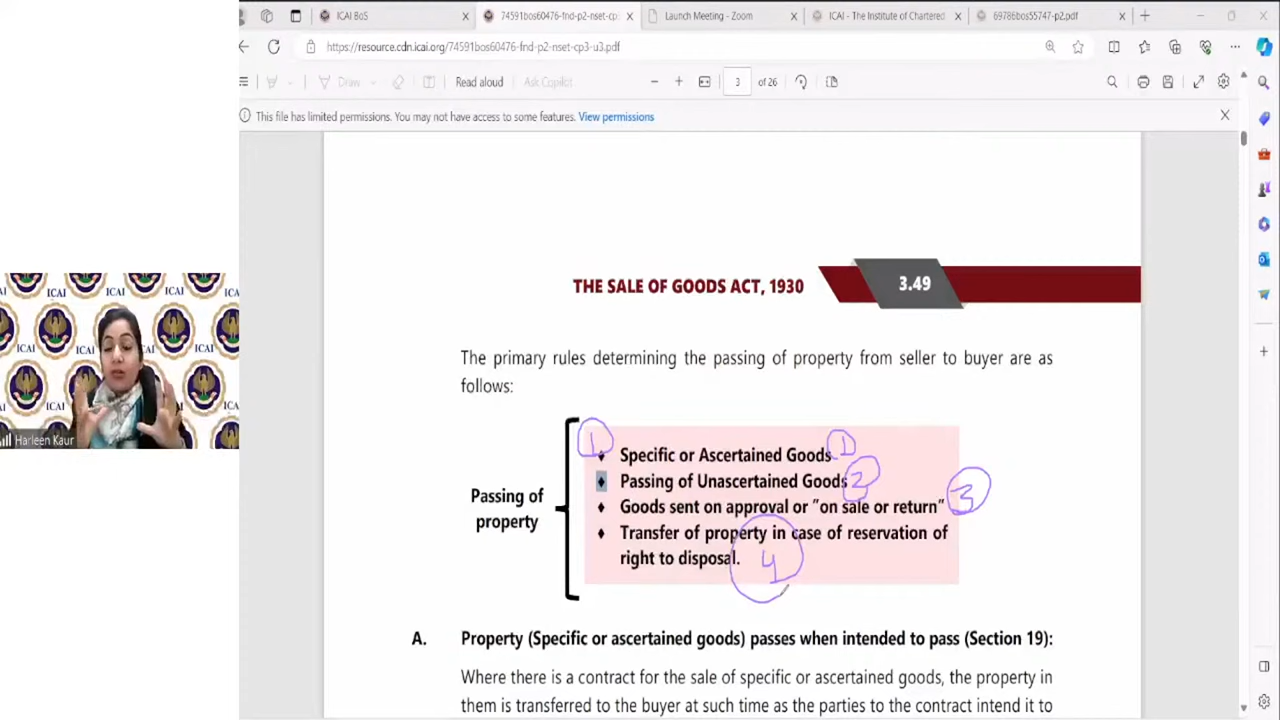 ICAI BoS
74591bos60476-fnd-p2-nset-cp
Launch Meeting - Zoom
ICAI - The Institute of Chartered
69786bos55747-p2.pdf
https://resource.cdn.icai.org/74591bos60476-fnd-p2-nset-cp3-u3.pdf
Draw
Read aloud
Ask Copilot
3
of 26
This file has limited permissions. You may not have access to some features. View permissions
THE SALE OF GOODS ACT, 1930
3.49
The primary rules determining the passing of property from seller to buyer are as
follows:
Passing of
property
1
Specific or Ascertained Goods 1
Passing of Unascertained Goods 2
Goods sent on approval or "on sale or return" 3
Transfer of property in case of reservation of
right to disposal. 4
A. Property (Specific or ascertained goods) passes when intended to pass (Section 19):
Where there is a contract for the sale of specific or ascertained goods, the property in
them is transferred to the buyer at such time as the parties to the contract intend it to
ICAI
ICAI
ICAI
ICAI
Harleen Kaur